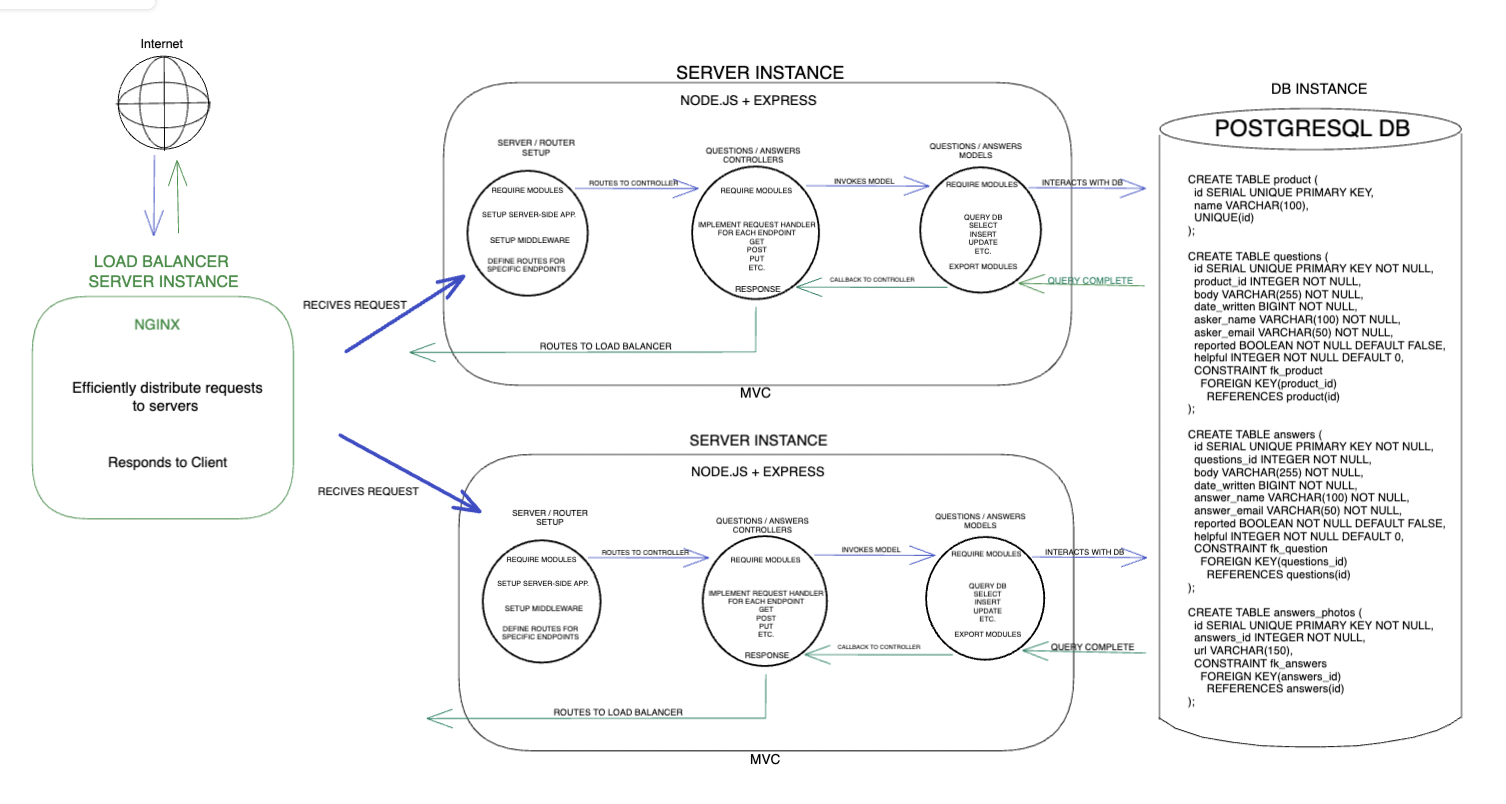 Internet
LOAD BALANCER
SERVER INSTANCE
NGINX
Efficiently distribute requests
to servers
Responds to Client
RECIVES REQUEST
RECIVES REQUEST
SERVER INSTANCE
NODE.JS + EXPRESS
SERVER / ROUTER
SETUP
REQUIRE MODULES
SETUP SERVER-SIDE APP.
SETUP MIDDLEWARE
DEFINE ROUTES FOR
SPECIFIC ENDPOINTS
ROUTES TO CONTROLLER
QUESTIONS / ANSWERS
CONTROLLERS
REQUIRE MODULES
IMPLEMENT REQUEST HANDLER
FOR EACH ENDPOINT
GET
POST
PUT
ETC.
RESPONSE
INVOKES MODEL
QUESTIONS / ANSWERS
MODELS
REQUIRE MODULES
QUERY DB
SELECT
INSERT
UPDATE
ETC.
EXPORT MODULES
INTERACTS WITH DB
QUERY COMPLETE
CALLBACK TO CONTROLLER
ROUTES TO LOAD BALANCER
MVC
SERVER INSTANCE
NODE.JS + EXPRESS
SERVER / ROUTER
SETUP
REQUIRE MODULES
SETUP SERVER-SIDE APP.
SETUP MIDDLEWARE
DEFINE ROUTES FOR
SPECIFIC ENDPOINTS
ROUTES TO CONTROLLER
QUESTIONS / ANSWERS
CONTROLLERS
REQUIRE MODULES
IMPLEMENT REQUEST HANDLER
FOR EACH ENDPOINT
GET
POST
PUT
ETC.
RESPONSE
INVOKES MODEL
QUESTIONS / ANSWERS
MODELS
REQUIRE MODULES
QUERY DB
SELECT
INSERT
UPDATE
ETC.
EXPORT MODULES
INTERACTS WITH DB
QUERY COMPLETE
CALLBACK TO CONTROLLER
ROUTES TO LOAD BALANCER
MVC
DB INSTANCE
POSTGRESQL DB
CREATE TABLE product (
id SERIAL UNIQUE PRIMARY KEY,
name VARCHAR(100),
UNIQUE(id)
);
CREATE TABLE questions (
id SERIAL UNIQUE PRIMARY KEY NOT NULL,
product_id INTEGER NOT NULL,
body VARCHAR(255) NOT NULL,
date_written BIGINT NOT NULL,
asker_name VARCHAR(100) NOT NULL,
asker_email VARCHAR(50) NOT NULL,
reported BOOLEAN NOT NULL DEFAULT FALSE,
helpful INTEGER NOT NULL DEFAULT 0,
CONSTRAINT fk_product
FOREIGN KEY(product_id)
REFERENCES product(id)
);
CREATE TABLE answers (
id SERIAL UNIQUE PRIMARY KEY NOT NULL,
questions_id INTEGER NOT NULL,
body VARCHAR(255) NOT NULL,
date_written BIGINT NOT NULL,
answer_name VARCHAR(100) NOT NULL,
answer_email VARCHAR(50) NOT NULL,
reported BOOLEAN NOT NULL DEFAULT FALSE,
helpful INTEGER NOT NULL DEFAULT 0,
CONSTRAINT fk_question
FOREIGN KEY(questions_id)
REFERENCES questions(id)
);
CREATE TABLE answers_photos (
id SERIAL UNIQUE PRIMARY KEY NOT NULL,
answers_id INTEGER NOT NULL,
url VARCHAR(150),
CONSTRAINT fk_answers
FOREIGN KEY(answers_id)
REFERENCES answers(id)
);